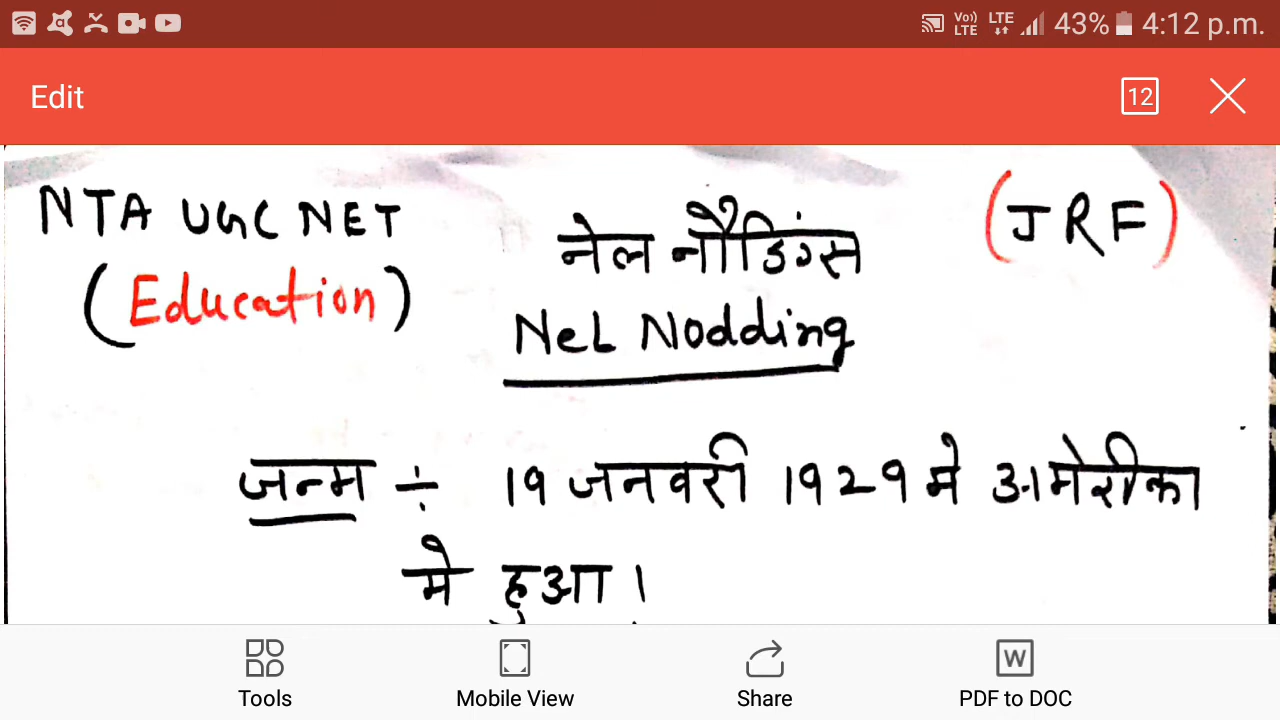 43% 4:12 p.m.
Edit 12
NTA UGC NET
(Education)
नेल नौडिंग्स
(JRF)
NeL Nodding
जन्म ÷ 19 जनवरी 1929 मे अमेरीका
मे हुआ।
Tools Mobile View Share PDF to DOC